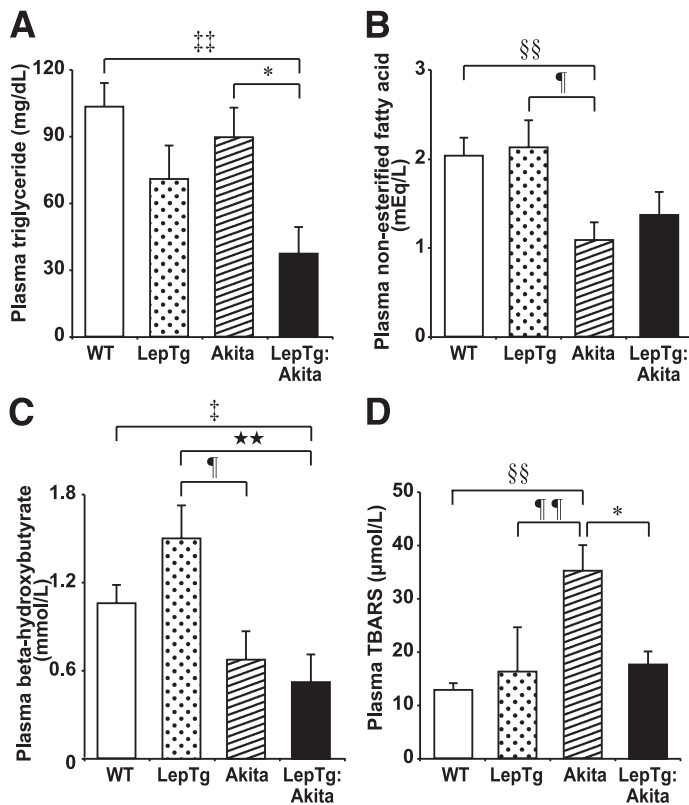 A
‡‡
*
Plasma triglyceride (mg/dL)
120
90
60
30
0
WT
LepTg
Akita
LepTg:
Akita
B
§§
¶
Plasma non-esterified fatty acid
(mEq/L)
3
2
1
0
WT
LepTg
Akita
LepTg:
Akita
C
‡
★★
¶
Plasma beta-hydroxybutyrate
(mmol/L)
1.8
1.2
0.6
0
WT
LepTg
Akita
LepTg:
Akita
D
§§
¶¶
*
Plasma TBARS (μmol/L)
50
40
30
20
10
0
WT
LepTg
Akita
LepTg:
Akita